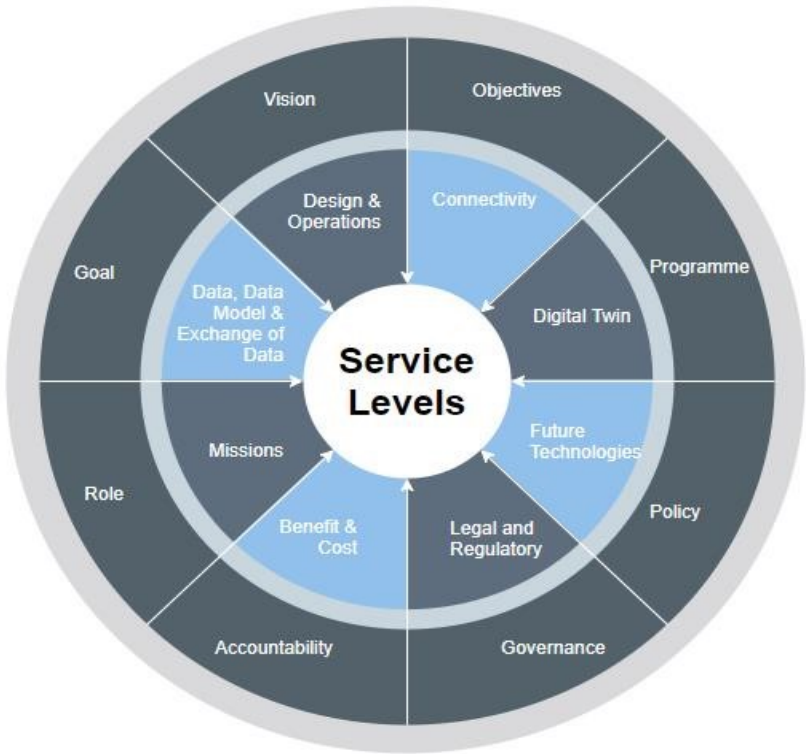 Vision
Objectives
Goal
Programme
Role
Policy
Accountability
Governance
Design &
Operations
Connectivity
Data, Data
Model &
Exchange of
Data
Digital Twin
Missions
Future
Technologies
Benefit &
Cost
Legal and
Regulatory
Service
Levels